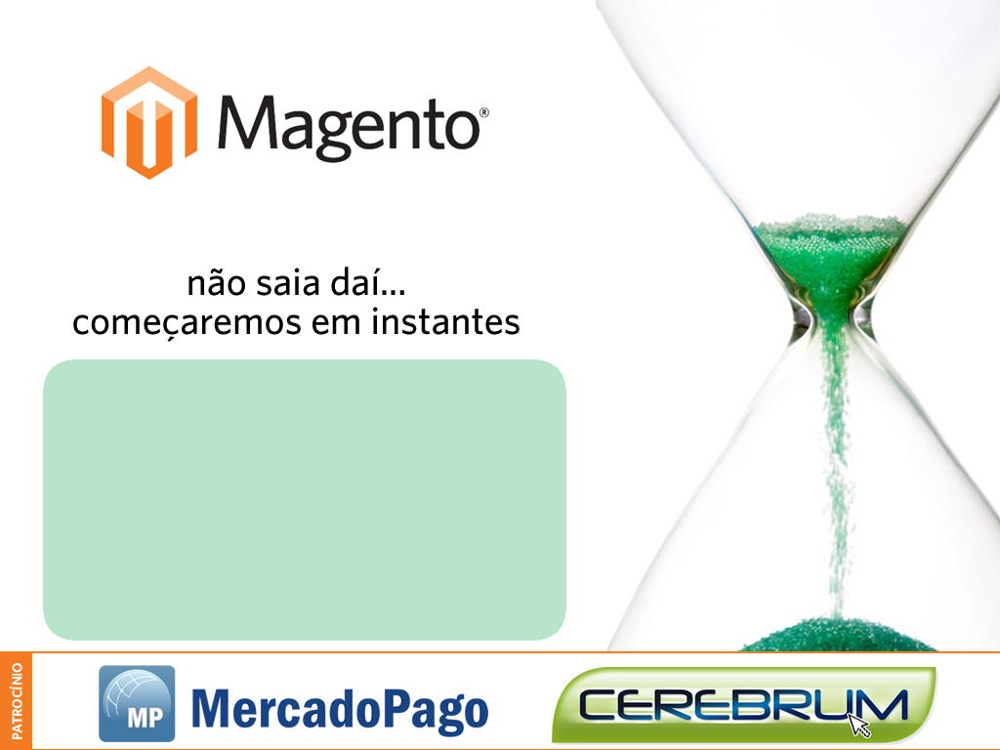 Magento®
não saia daí...
começaremos em instantes
PATROCÍNIO
MP
MercadoPago
CEREBRUM